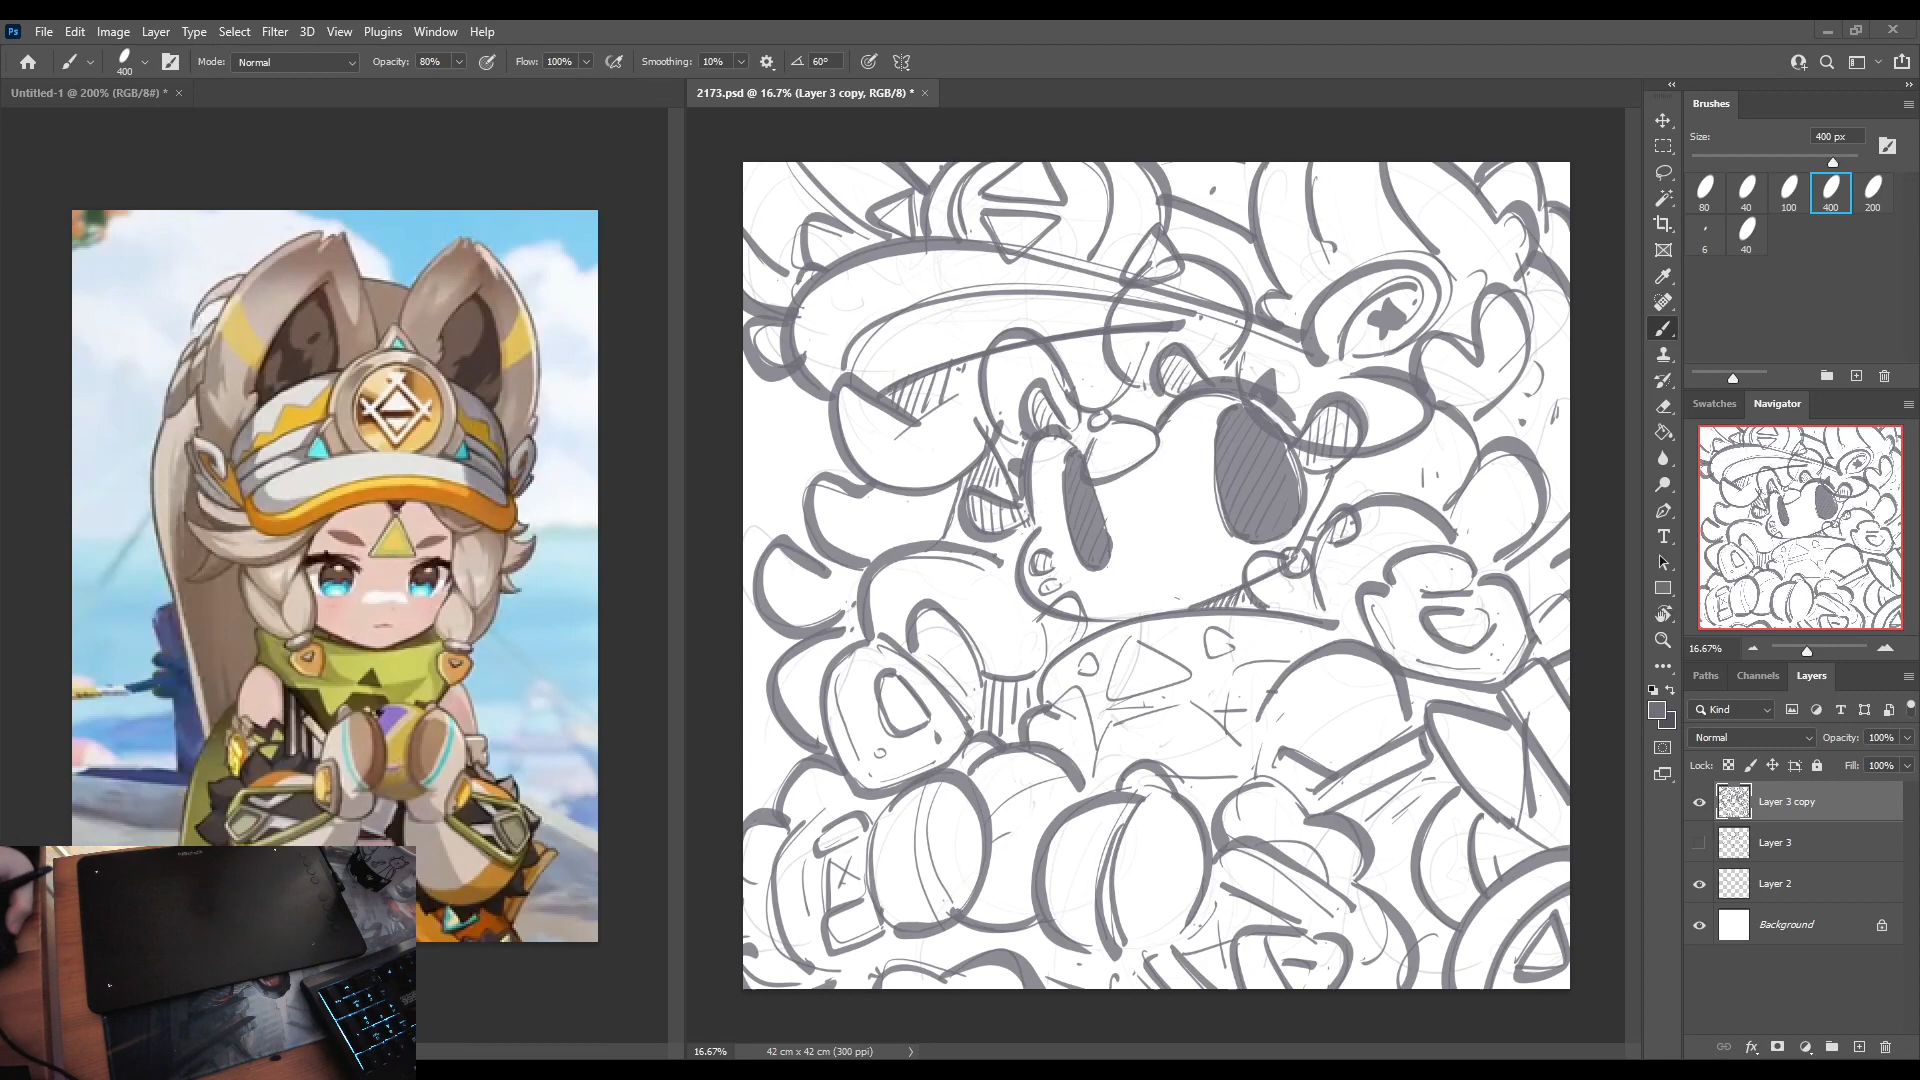 Ps File Edit Image Layer Type Select Filter 3D View Plugins Window Help
400 Mode: Normal Opacity: 80% Flow: 100% Smoothing: 10% 60°
Untitled-1 @ 200% (RGB/8#) *
2173.psd @ 16.7% (Layer 3 copy, RGB/8) *
Brushes
Size: 400 px
80 40 100 400 200
6 40
Swatches Navigator
16.67%
Paths Channels Layers
Kind
Normal Opacity: 100%
Lock: Fill: 100%
Layer 3 copy
Layer 3
Layer 2
Background
16.67% 42 cm x 42 cm (300 ppi)